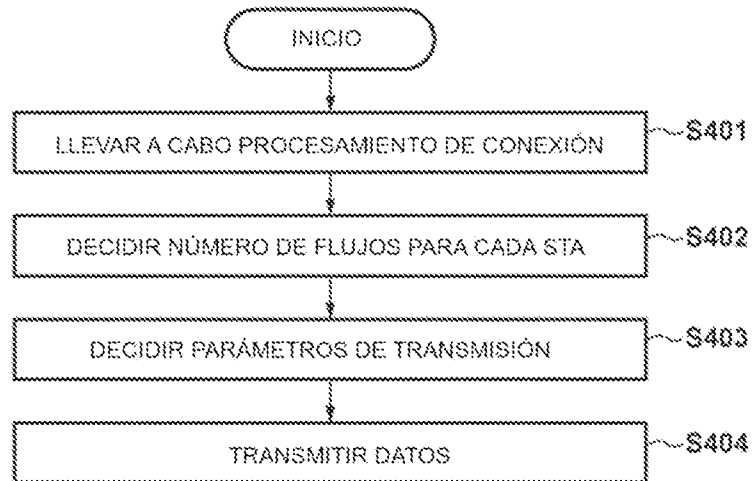 INICIO
LLEVAR A CABO PROCESAMIENTO DE CONEXIÓN
S401
DECIDIR NÚMERO DE FLUJOS PARA CADA STA
S402
DECIDIR PARÁMETROS DE TRANSMISIÓN
S403
TRANSMITIR DATOS
S404